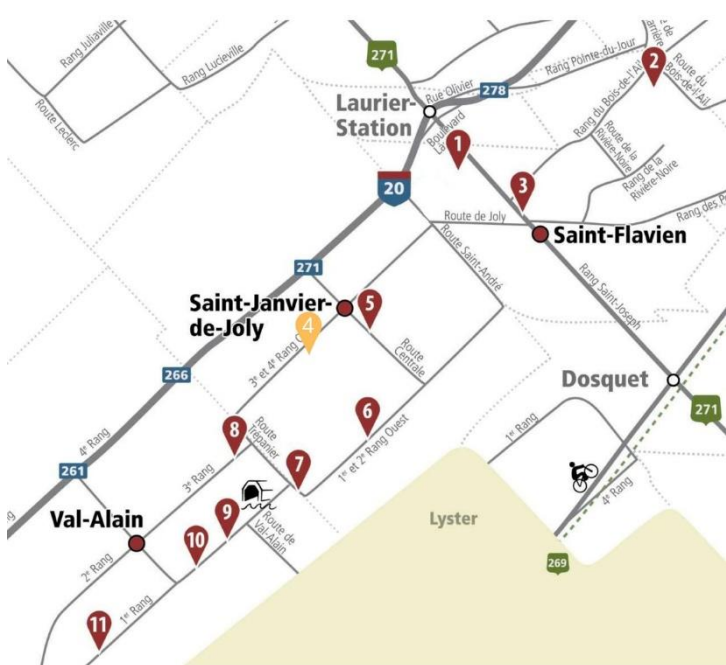 271
Rang Juliaville
Rang Lucieville
Route Leclerc
Rue Olivier
278
Rang Pointe-du-Jour
2
Route du
Bois-de-l'Ail
Laurier-
Station
Boulevard
1
Rang du Bois-de-l'Ail
Route de la
Rivière-Noire
Rang de la
Rivière-Noire
3
20
Route de Joly
Rang des
Saint-Flavien
271
Route Saint-André
Saint-Janvier-
de-Joly
5
4
Rang Saint-Joseph
3e et 4e Rang
Route
Centrale
266
Dosquet
271
6
1er et 2e Rang Ouest
1er Rang
8
Route
Trépanier
7
4e Rang
261
3e Rang
9
Route de
Val-Alain
Lyster
4e Rang
Val-Alain
10
2e Rang
1er Rang
269
11